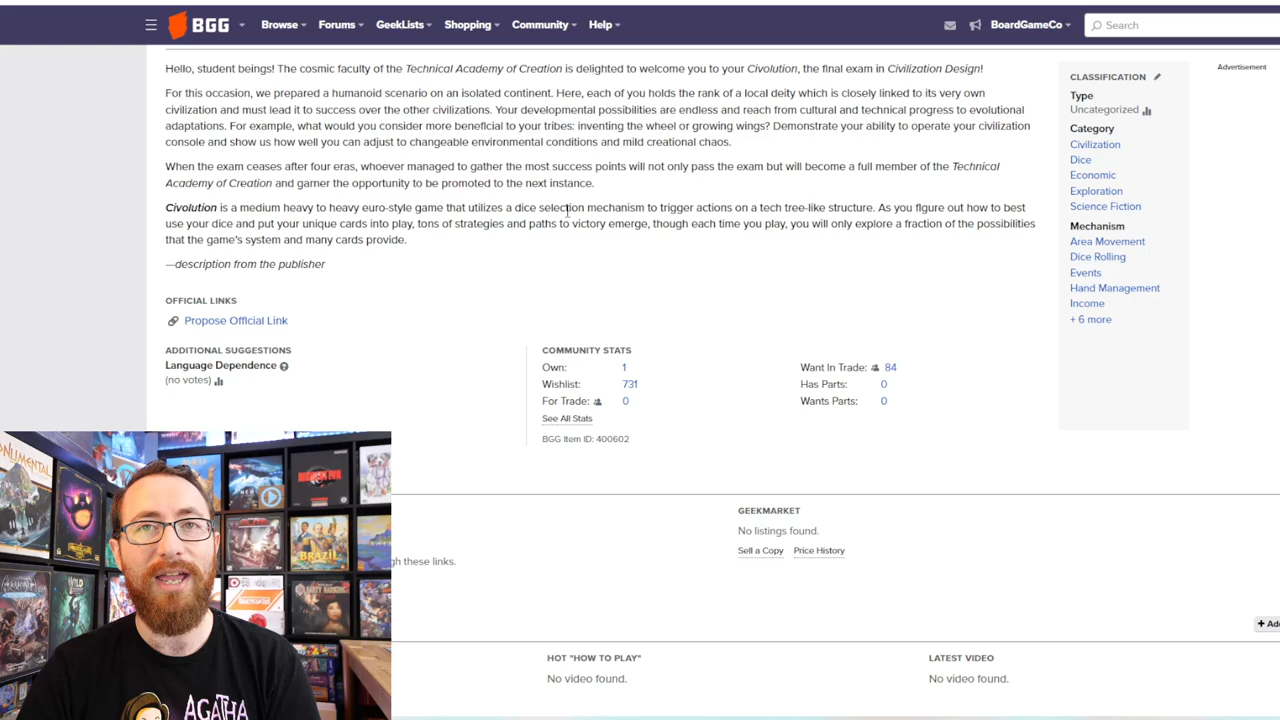 BGG Browse Forums GeekLists Shopping Community Help BoardGameCo Search
Hello, student beings! The cosmic faculty of the Technical Academy of Creation is delighted to welcome you to your Civolution, the final exam in Civilization Design!
For this occasion, we prepared a humanoid scenario on an isolated continent. Here, each of you holds the rank of a local deity which is closely linked to its very own
civilization and must lead it to success over the other civilizations. Your developmental possibilities are endless and reach from cultural and technical progress to evolutional
adaptations. For example, what would you consider more beneficial to your tribes: inventing the wheel or growing wings? Demonstrate your ability to operate your civilization
console and show us how well you can adjust to changeable environmental conditions and mild creational chaos.
When the exam ceases after four eras, whoever managed to gather the most success points will not only pass the exam but will become a full member of the Technical
Academy of Creation and garner the opportunity to be promoted to the next instance.
Civolution is a medium heavy to heavy euro-style game that utilizes a dice selection mechanism to trigger actions on a tech tree-like structure. As you figure out how to best
use your dice and put your unique cards into play, tons of strategies and paths to victory emerge, though each time you play, you will only explore a fraction of the possibilities
that the game's system and many cards provide.
—description from the publisher
OFFICIAL LINKS
Propose Official Link
ADDITIONAL SUGGESTIONS
Language Dependence
(no votes)
COMMUNITY STATS
Own: 1
Wishlist: 731
For Trade: 0
See All Stats
BGG Item ID: 400602
Want In Trade: 84
Has Parts: 0
Wants Parts: 0
CLASSIFICATION
Type
Uncategorized
Category
Civilization
Dice
Economic
Exploration
Science Fiction
Mechanism
Area Movement
Dice Rolling
Events
Hand Management
Income
+ 6 more
Advertisement
GEEKMARKET
No listings found.
Sell a Copy Price History
gh these links.
+ Add
HOT "HOW TO PLAY"
No video found.
LATEST VIDEO
No video found.
BRAZIL
AGATHA